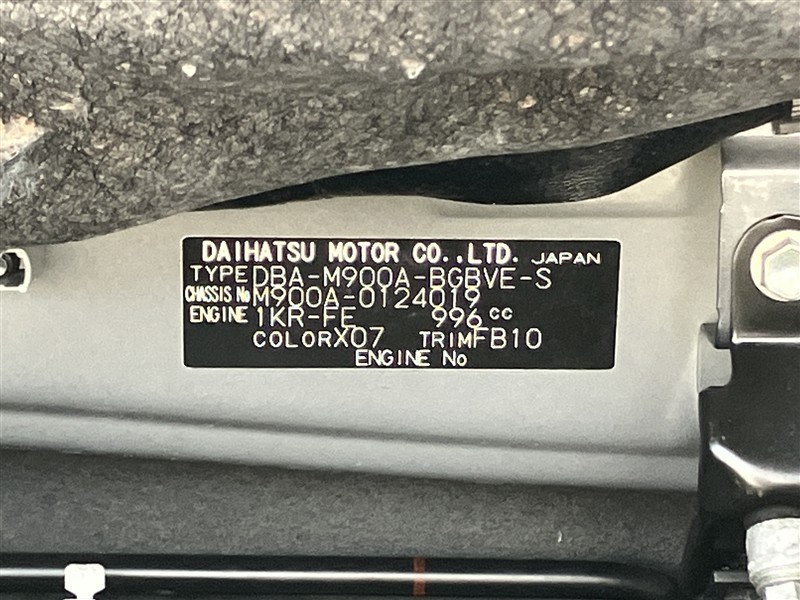 DAIHATSU MOTOR CO.,LTD. JAPAN
TYPE DBA-M900A-BGBVE-S
CHASSIS No M900A-0124019
ENGINE 1KR-FE 996 cc
COLOR X07 TRIM FB10
ENGINE No